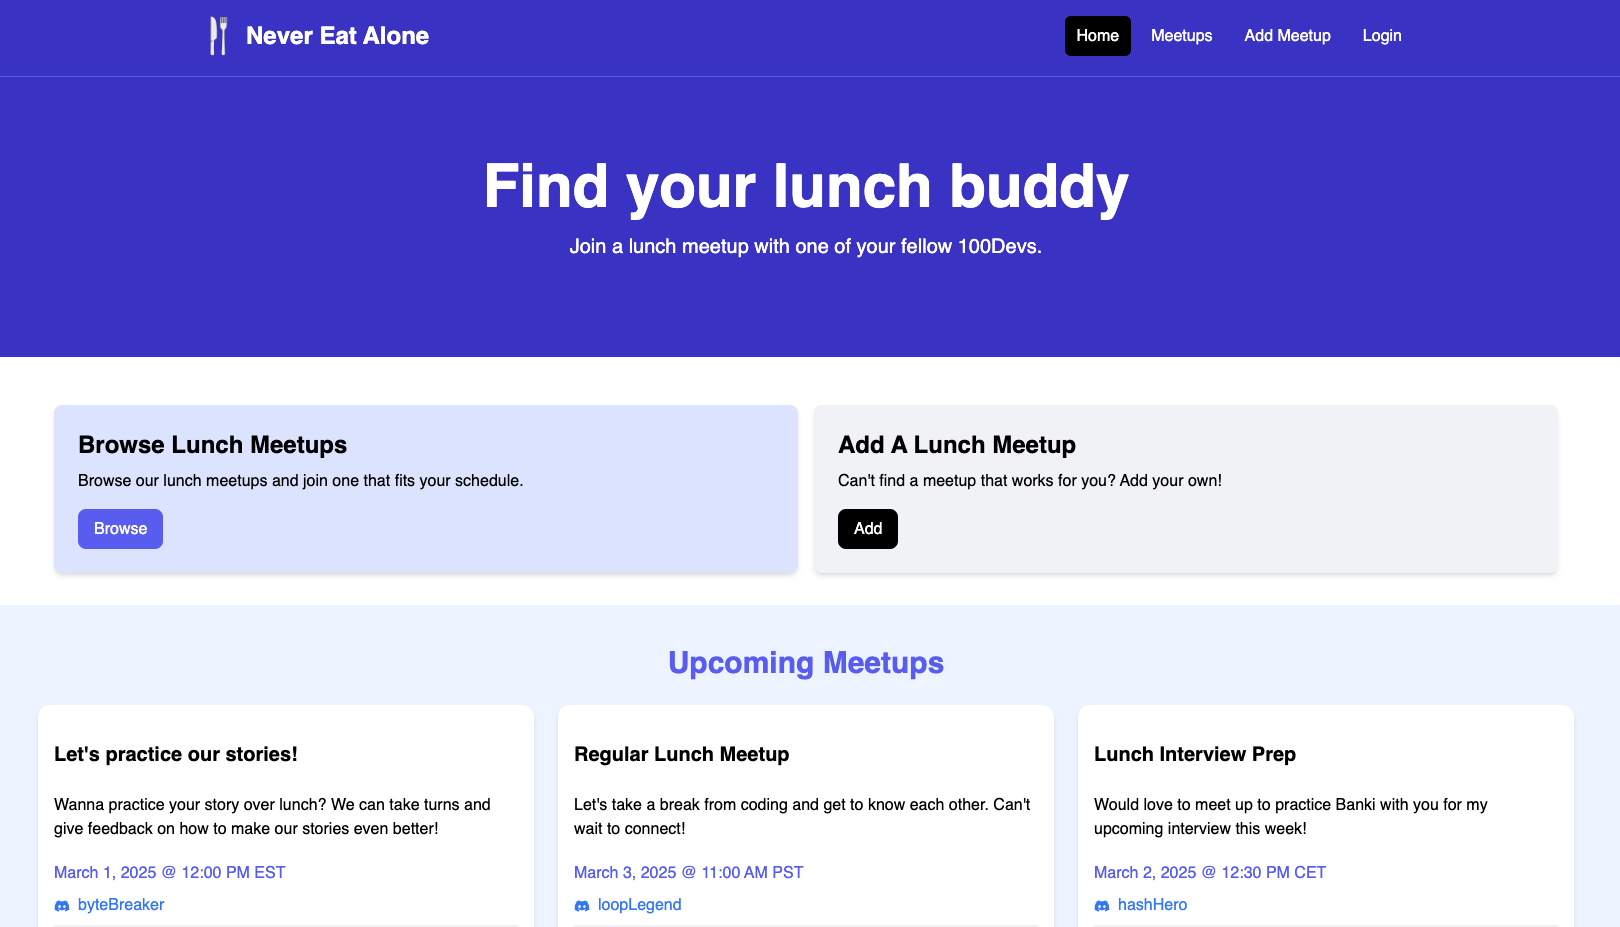 Never Eat Alone
Home
Meetups
Add Meetup
Login
Find your lunch buddy
Join a lunch meetup with one of your fellow 100Devs.
Browse Lunch Meetups
Browse our lunch meetups and join one that fits your schedule.
Browse
Add A Lunch Meetup
Can't find a meetup that works for you? Add your own!
Add
Upcoming Meetups
Let's practice our stories!
Wanna practice your story over lunch? We can take turns and
give feedback on how to make our stories even better!
March 1, 2025 @ 12:00 PM EST
byteBreaker
Regular Lunch Meetup
Let's take a break from coding and get to know each other. Can't
wait to connect!
March 3, 2025 @ 11:00 AM PST
loopLegend
Lunch Interview Prep
Would love to meet up to practice Banki with you for my
upcoming interview this week!
March 2, 2025 @ 12:30 PM CET
hashHero